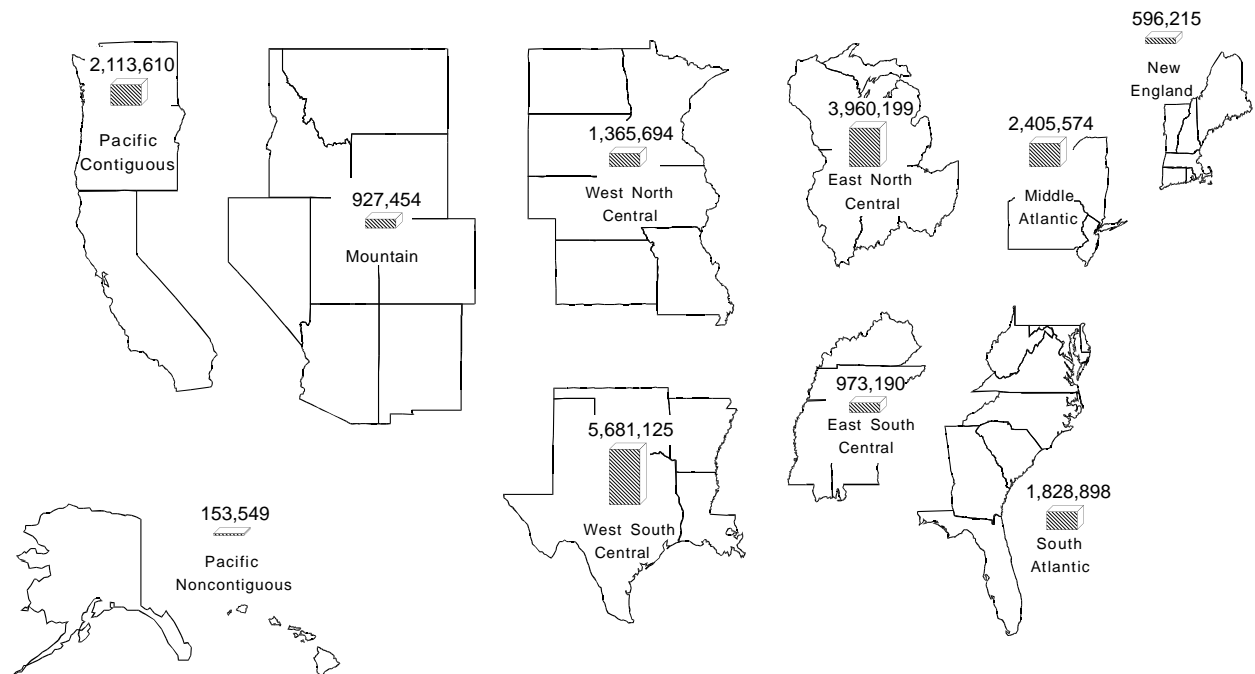 596,215
New
England
2,113,610
Pacific
Contiguous
927,454
Mountain
1,365,694
West North
Central
3,960,199
East North
Central
2,405,574
Middle
Atlantic
5,681,125
West South
Central
973,190
East South
Central
1,828,898
South
Atlantic
153,549
Pacific
Noncontiguous